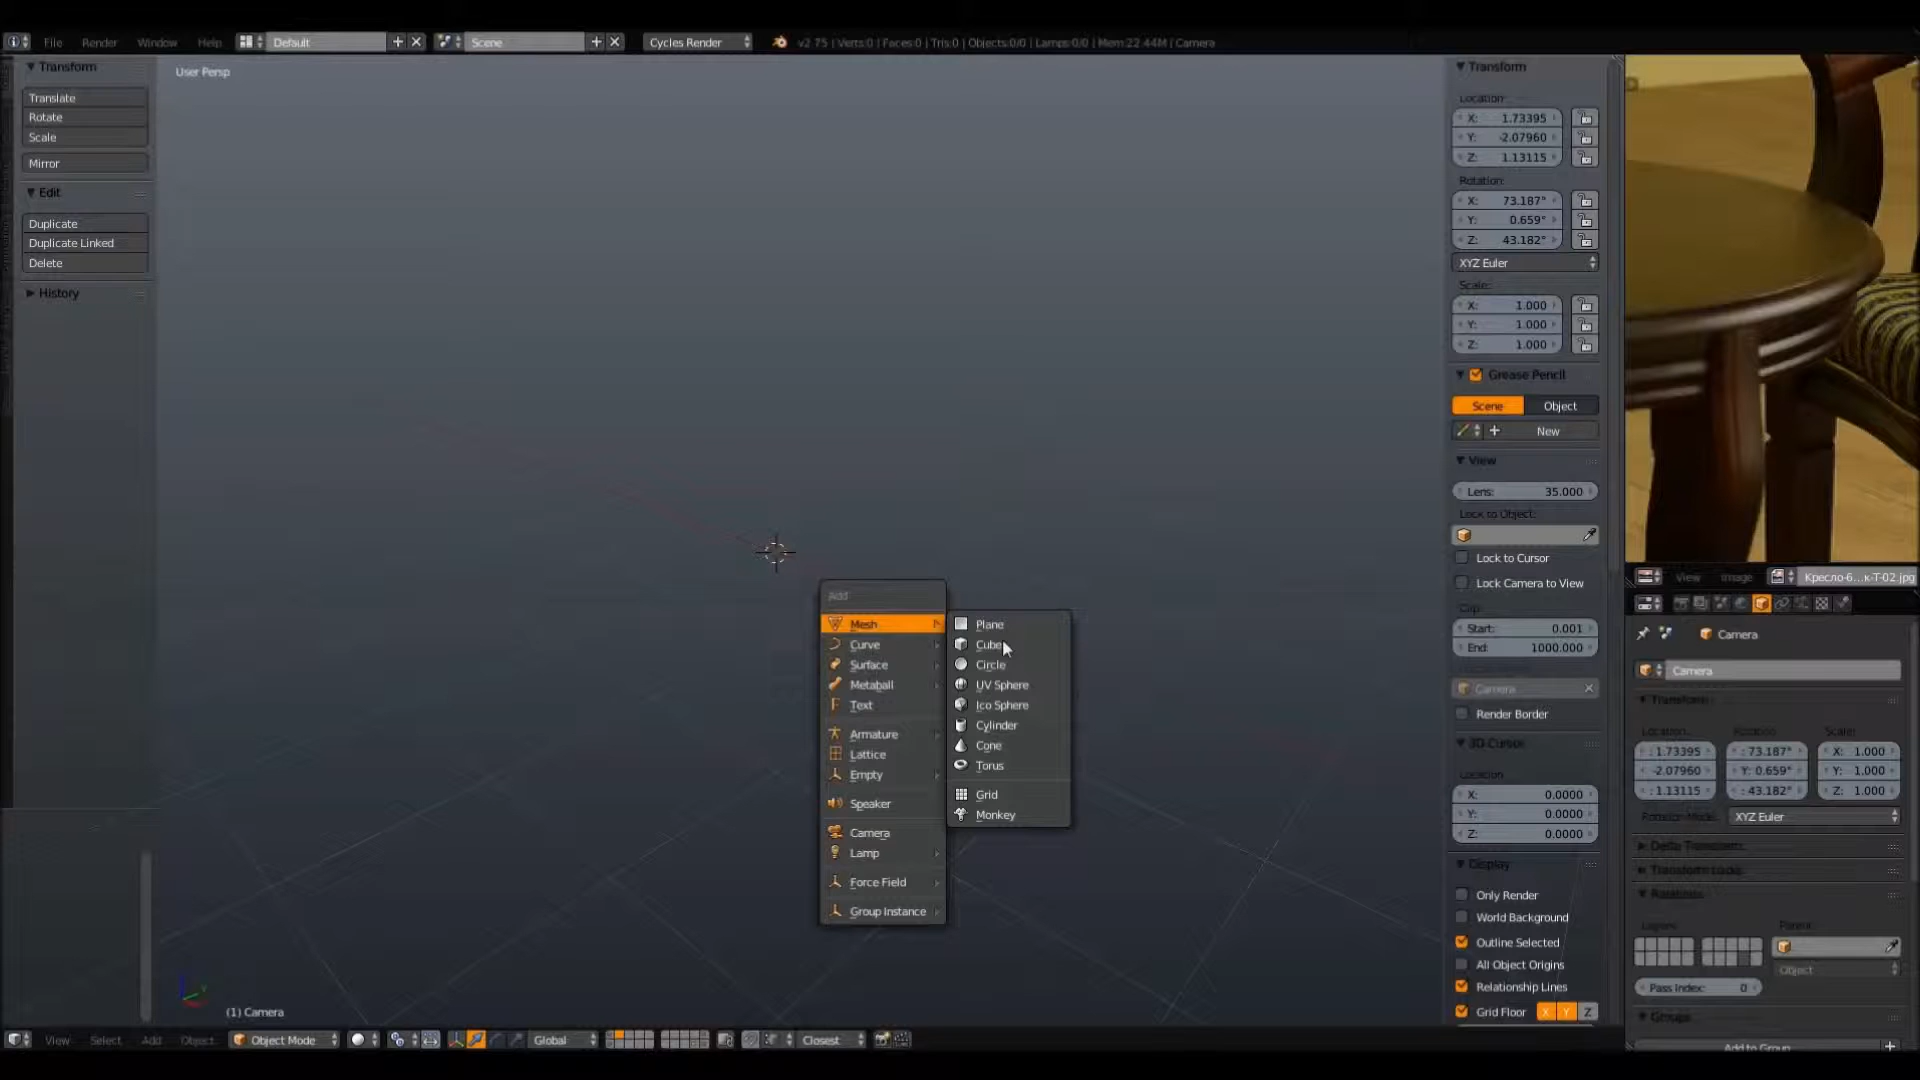 File Render Window Help Default Scene Cycles Render v2.75 | Verts:0 | Faces:0 | Tris:0 | Objects:0/0 | Lamps:0/0 | Mem:22.44M | Camera
Transform
Translate
Rotate
Scale
Mirror
Edit
Duplicate
Duplicate Linked
Delete
History
User Persp
Add
Mesh
Curve
Surface
Metaball
Text
Armature
Lattice
Empty
Speaker
Camera
Lamp
Force Field
Group Instance
Plane
Cube
Circle
UV Sphere
Ico Sphere
Cylinder
Cone
Torus
Grid
Monkey
(1) Camera
View Select Add Object Object Mode Global Closest
Transform
Location:
X: 1.73395
Y: -2.07960
Z: 1.13115
Rotation:
X: 73.187°
Y: 0.659°
Z: 43.182°
XYZ Euler
Scale:
X: 1.000
Y: 1.000
Z: 1.000
Grease Pencil
Scene Object
New
View
Lens: 35.000
Lock to Object:
Lock to Cursor
Lock Camera to View
Clip:
Start: 0.001
End: 1000.000
Camera
Render Border
3D Cursor
Location
X: 0.0000
Y: 0.0000
Z: 0.0000
Display
Only Render
World Background
Outline Selected
All Object Origins
Relationship Lines
Grid Floor X Y Z
View Image Кресло-б...к-Т-02.jpg
Camera
Camera
Transform
Location: Rotation: Scale:
: 1.73395 : 73.187° X: 1.000
-2.07960 Y: 0.659° Y: 1.000
: 1.13115 : 43.182° Z: 1.000
Rotation Mode: XYZ Euler
Delta Transform
Transform Locks
Relations
Layers: Parent:
Object
Pass Index: 0
Groups
Add to Group